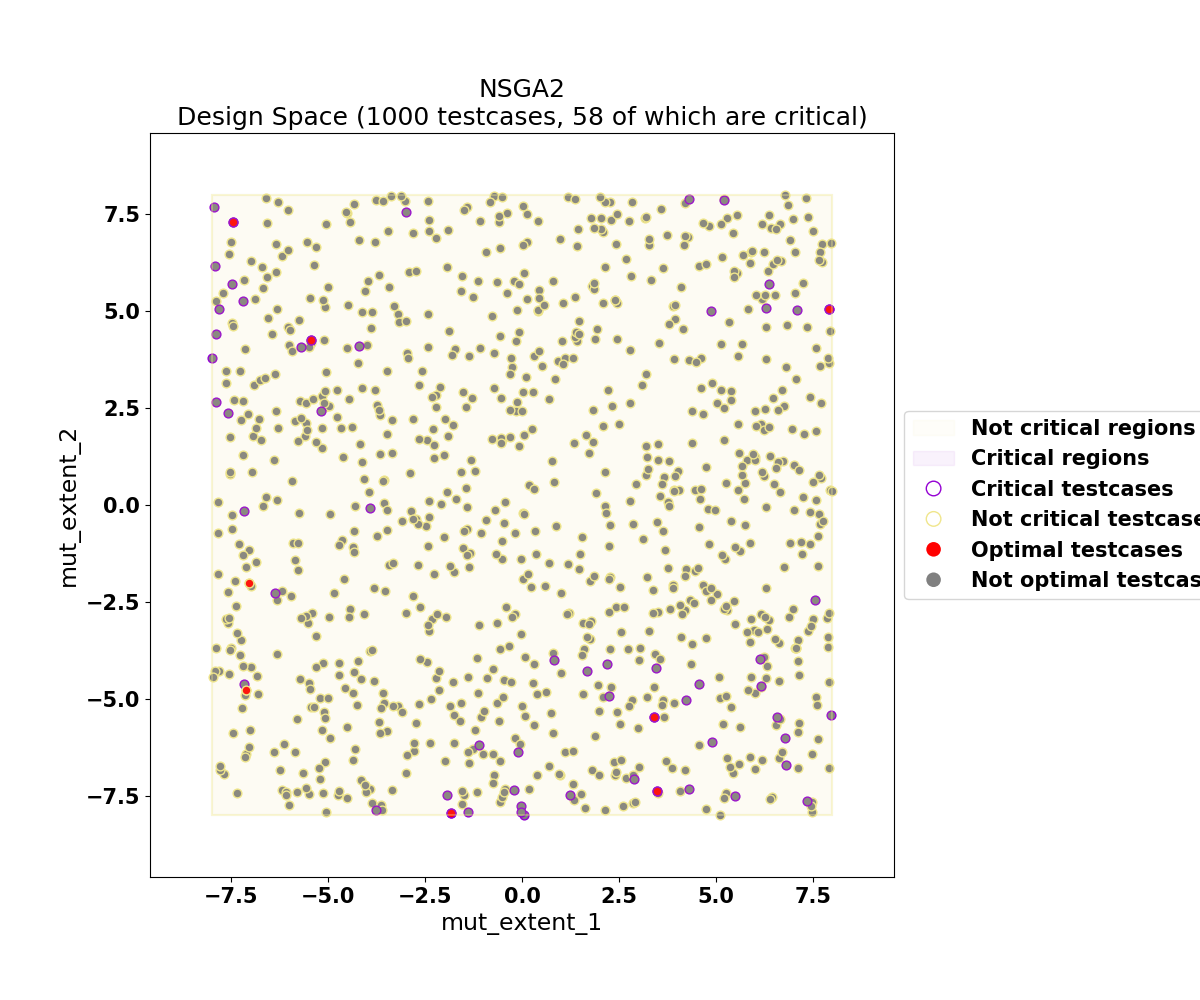 NSGA2
Design Space (1000 testcases, 58 of which are critical)
7.5
5.0
2.5
0.0
−2.5
−5.0
−7.5
mut_extent_2
−7.5 −5.0 −2.5 0.0 2.5 5.0 7.5
mut_extent_1
Not critical regions
Critical regions
Critical testcases
Not critical testcase
Optimal testcases
Not optimal testcas